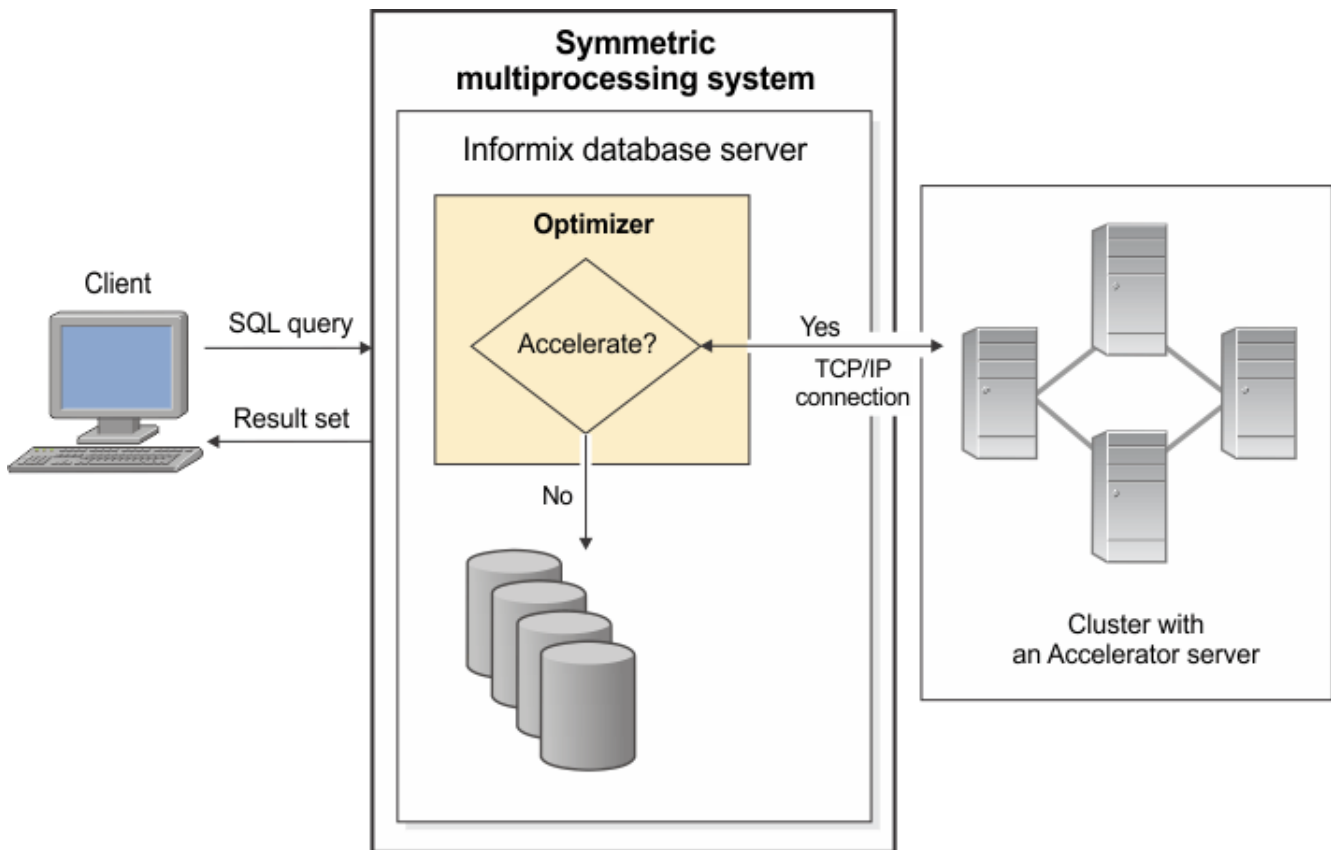 Symmetric
multiprocessing system
Informix database server
Optimizer
Accelerate?
Client
SQL query
Result set
Yes
TCP/IP
connection
No
Cluster with
an Accelerator server